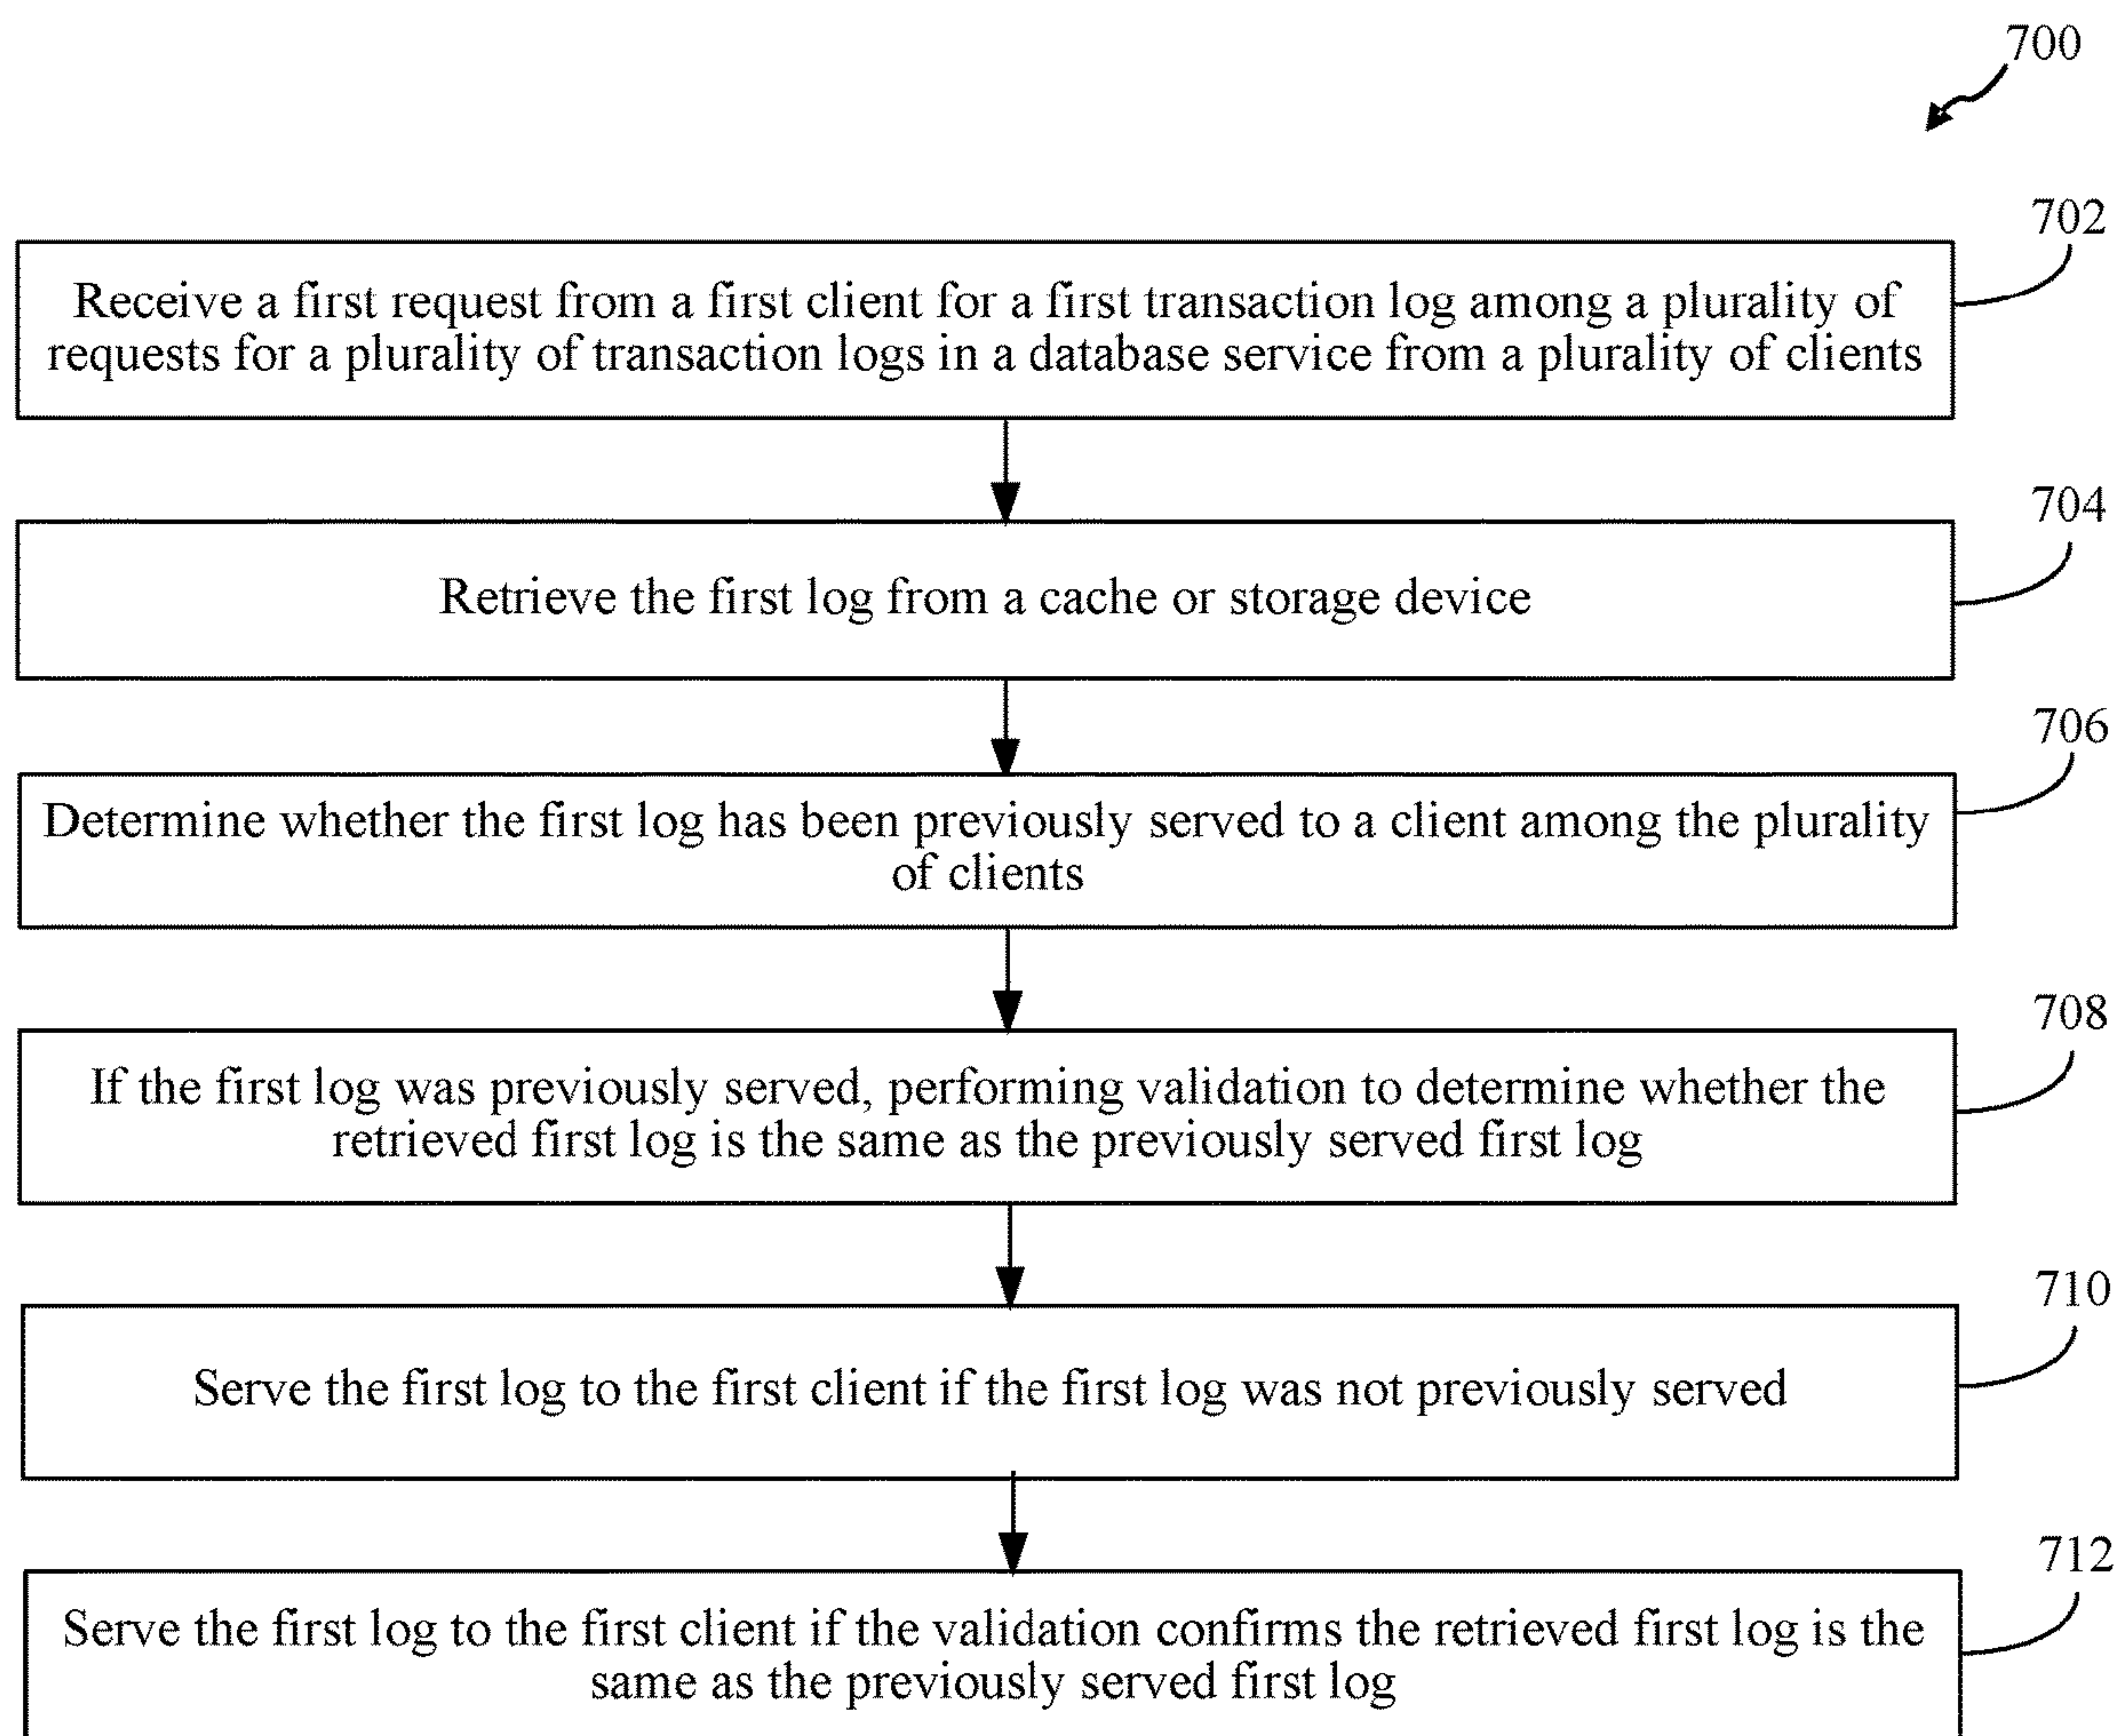 700
702
Receive a first request from a first client for a first transaction log among a plurality of
requests for a plurality of transaction logs in a database service from a plurality of clients
704
Retrieve the first log from a cache or storage device
706
Determine whether the first log has been previously served to a client among the plurality
of clients
708
If the first log was previously served, performing validation to determine whether the
retrieved first log is the same as the previously served first log
710
Serve the first log to the first client if the first log was not previously served
712
Serve the first log to the first client if the validation confirms the retrieved first log is the
same as the previously served first log